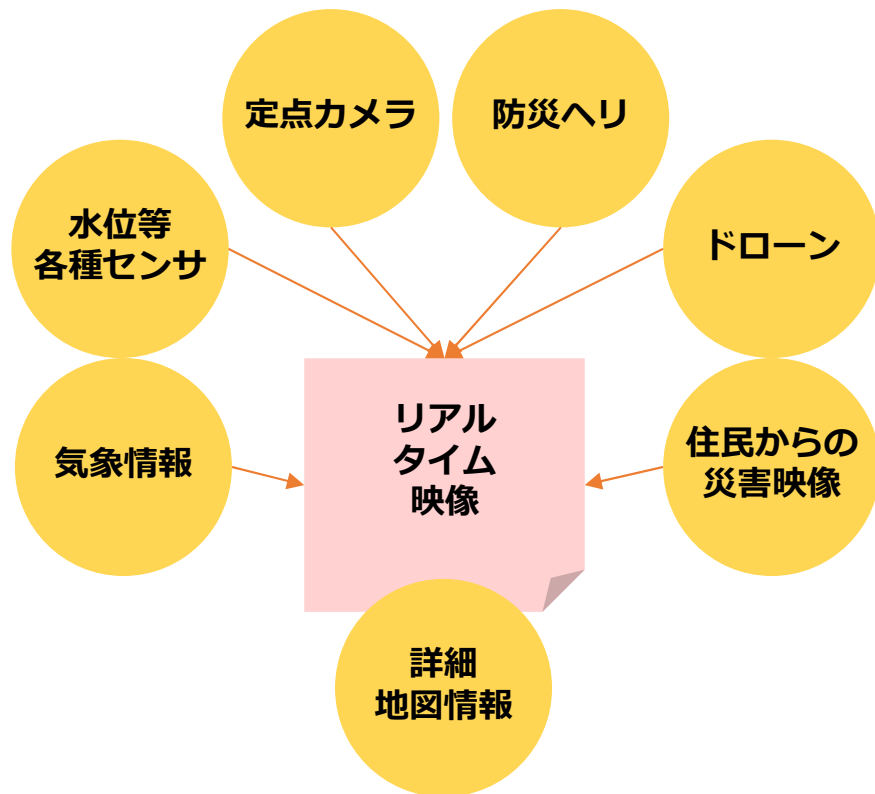 定点カメラ
防災ヘリ
水位等
各種センサ
ドローン
リアル
タイム
映像
気象情報
住民からの
災害映像
詳細
地図情報